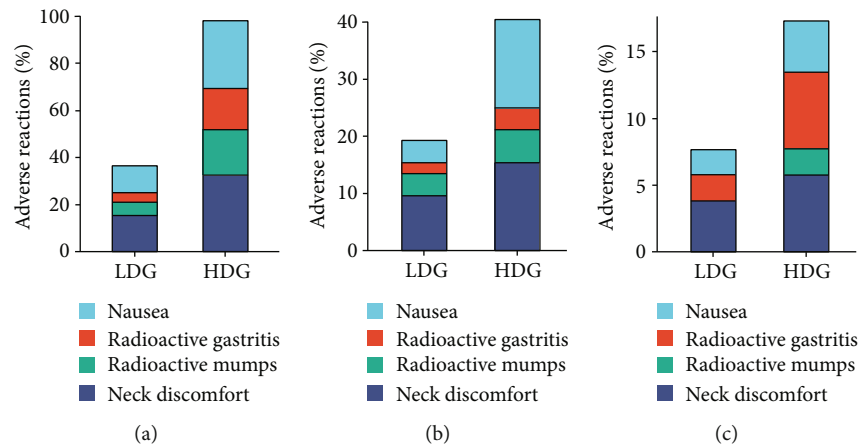 Adverse reactions (%)
100
80
60
40
20
0
LDG HDG
Nausea
Radioactive gastritis
Radioactive mumps
Neck discomfort
(a)
Adverse reactions (%)
40
30
20
10
0
LDG HDG
Nausea
Radioactive gastritis
Radioactive mumps
Neck discomfort
(b)
Adverse reactions (%)
15
10
5
0
LDG HDG
Nausea
Radioactive gastritis
Radioactive mumps
Neck discomfort
(c)